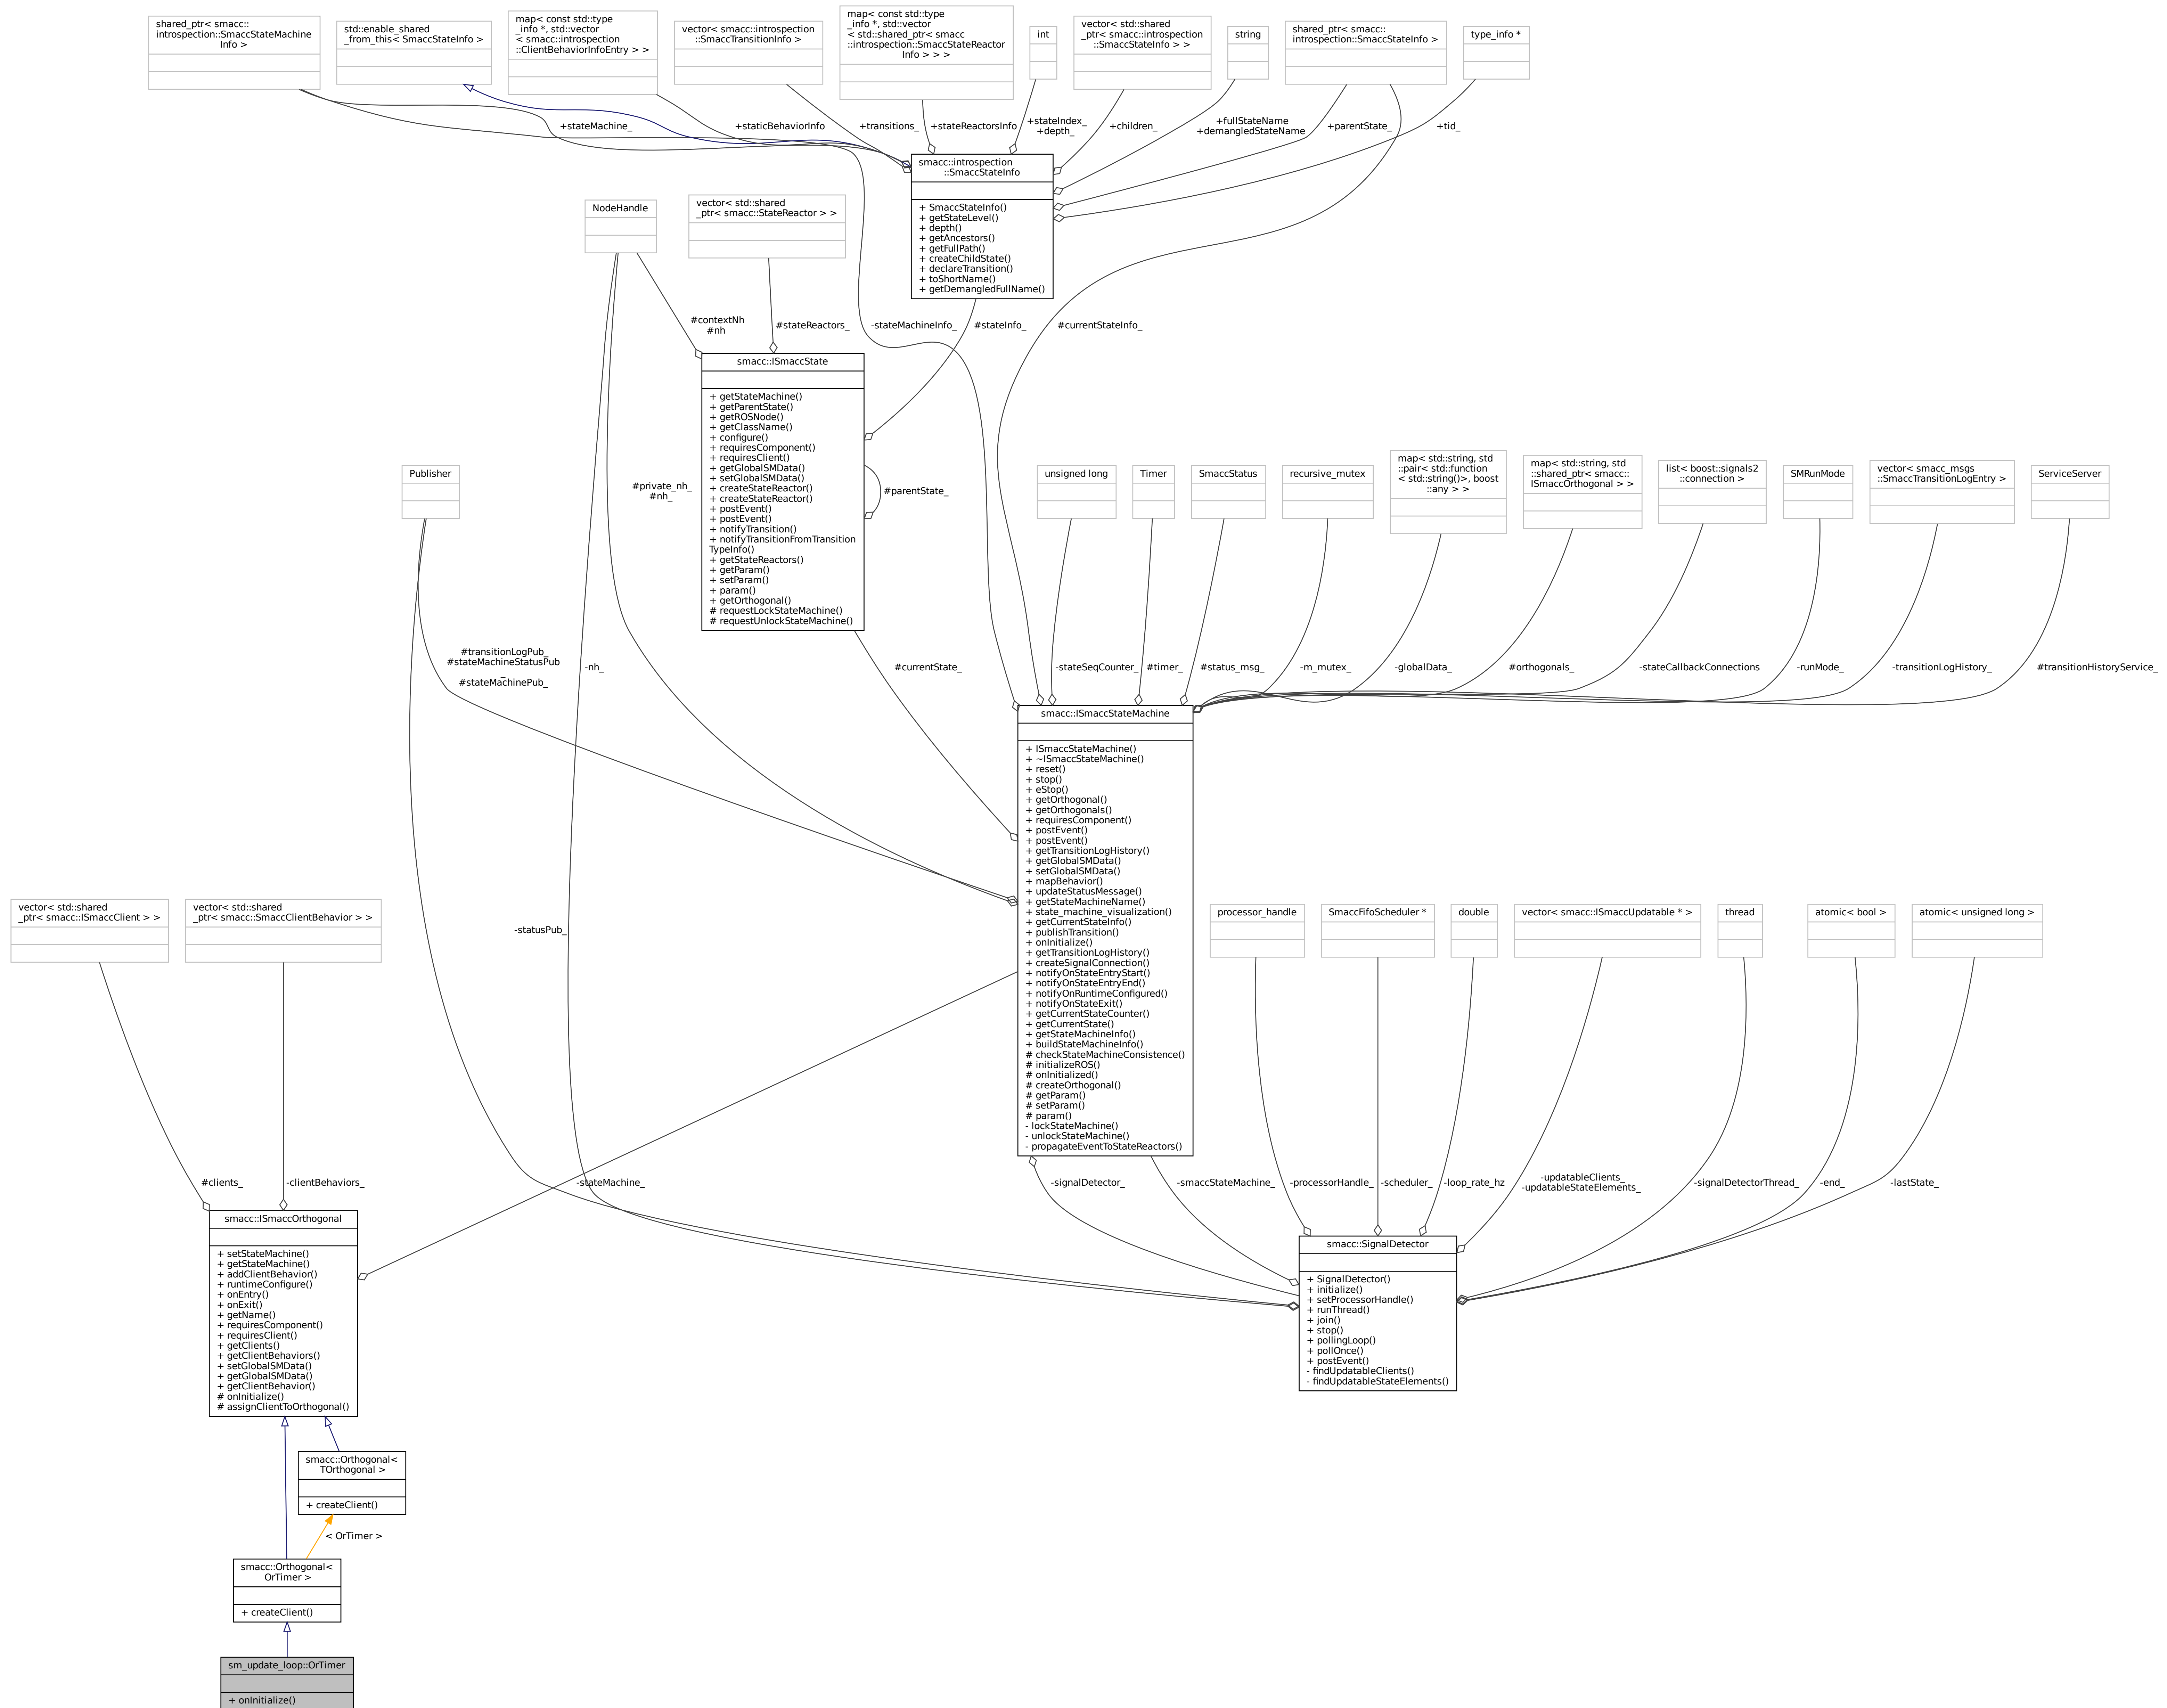 shared_ptr< smacc::
introspection::SmaccStateMachine
Info >
std::enable_shared
_from_this< SmaccStateInfo >
map< const std::type
_info *, std::vector
< smacc::introspection
::ClientBehaviorInfoEntry > >
vector< smacc::introspection
::SmaccTransitionInfo >
map< const std::type
_info *, std::vector
< std::shared_ptr< smacc
::introspection::SmaccStateReactor
Info > > >
int
vector< std::shared
_ptr< smacc::introspection
::SmaccStateInfo > >
string
shared_ptr< smacc::
introspection::SmaccStateInfo >
type_info *
+stateMachine_
+staticBehaviorInfo
+transitions_
+stateReactorsInfo
+stateIndex_
+depth_
+children_
+fullStateName
+demangledStateName
+parentState_
+tid_
smacc::introspection
::SmaccStateInfo
+ SmaccStateInfo()
+ getStateLevel()
+ depth()
+ getAncestors()
+ getFullPath()
+ createChildState()
+ declareTransition()
+ toShortName()
+ getDemangledFullName()
NodeHandle
vector< std::shared
_ptr< smacc::StateReactor > >
#contextNh
#nh
#stateReactors_
-stateMachineInfo_
#stateInfo_
#currentStateInfo_
smacc::ISmaccState
+ getStateMachine()
+ getParentState()
+ getROSNode()
+ getClassName()
+ configure()
+ requiresComponent()
+ requiresClient()
+ getGlobalSMData()
+ setGlobalSMData()
+ createStateReactor()
+ createStateReactor()
+ postEvent()
+ postEvent()
+ notifyTransition()
+ notifyTransitionFromTransition
TypeInfo()
+ getStateReactors()
+ getParam()
+ setParam()
+ param()
+ getOrthogonal()
# requestLockStateMachine()
# requestUnlockStateMachine()
#parentState_
Publisher
#private_nh_
#nh_
unsigned long
Timer
SmaccStatus
recursive_mutex
map< std::string, std
::pair< std::function
< std::string()>, boost
::any > >
map< std::string, std
::shared_ptr< smacc::
ISmaccOrthogonal > >
list< boost::signals2
::connection >
SMRunMode
vector< smacc_msgs
::SmaccTransitionLogEntry >
ServiceServer
#transitionLogPub_
#stateMachineStatusPub
_
#stateMachinePub_
-nh_
#currentState_
-stateSeqCounter_
#timer_
#status_msg_
-m_mutex_
-globalData_
#orthogonals_
-stateCallbackConnections
-runMode_
-transitionLogHistory_
#transitionHistoryService_
smacc::ISmaccStateMachine
+ ISmaccStateMachine()
+ ~ISmaccStateMachine()
+ reset()
+ stop()
+ eStop()
+ getOrthogonal()
+ getOrthogonals()
+ requiresComponent()
+ postEvent()
+ postEvent()
+ getTransitionLogHistory()
+ getGlobalSMData()
+ setGlobalSMData()
+ mapBehavior()
+ updateStatusMessage()
+ getStateMachineName()
+ state_machine_visualization()
+ getCurrentStateInfo()
+ publishTransition()
+ onInitialize()
+ getTransitionLogHistory()
+ createSignalConnection()
+ notifyOnStateEntryStart()
+ notifyOnStateEntryEnd()
+ notifyOnRuntimeConfigured()
+ notifyOnStateExit()
+ getCurrentStateCounter()
+ getCurrentState()
+ getStateMachineInfo()
+ buildStateMachineInfo()
# checkStateMachineConsistence()
# initializeROS()
# onInitialized()
# createOrthogonal()
# getParam()
# setParam()
# param()
- lockStateMachine()
- unlockStateMachine()
- propagateEventToStateReactors()
vector< std::shared
_ptr< smacc::ISmaccClient > >
vector< std::shared
_ptr< smacc::SmaccClientBehavior > >
-statusPub_
processor_handle
SmaccFifoScheduler *
double
vector< smacc::ISmaccUpdatable * >
thread
atomic< bool >
atomic< unsigned long >
#clients_
-clientBehaviors_
-stateMachine_
-signalDetector_
-smaccStateMachine_
-processorHandle_
-scheduler_
-loop_rate_hz
-updatableClients_
-updatableStateElements_
-signalDetectorThread_
-end_
-lastState_
smacc::ISmaccOrthogonal
+ setStateMachine()
+ getStateMachine()
+ addClientBehavior()
+ runtimeConfigure()
+ onEntry()
+ onExit()
+ getName()
+ requiresComponent()
+ requiresClient()
+ getClients()
+ getClientBehaviors()
+ setGlobalSMData()
+ getGlobalSMData()
+ getClientBehavior()
# onInitialize()
# assignClientToOrthogonal()
smacc::SignalDetector
+ SignalDetector()
+ initialize()
+ setProcessorHandle()
+ runThread()
+ join()
+ stop()
+ pollingLoop()
+ pollOnce()
+ postEvent()
- findUpdatableClients()
- findUpdatableStateElements()
smacc::Orthogonal<
TOrthogonal >
+ createClient()
< OrTimer >
smacc::Orthogonal<
OrTimer >
+ createClient()
sm_update_loop::OrTimer
+ onInitialize()